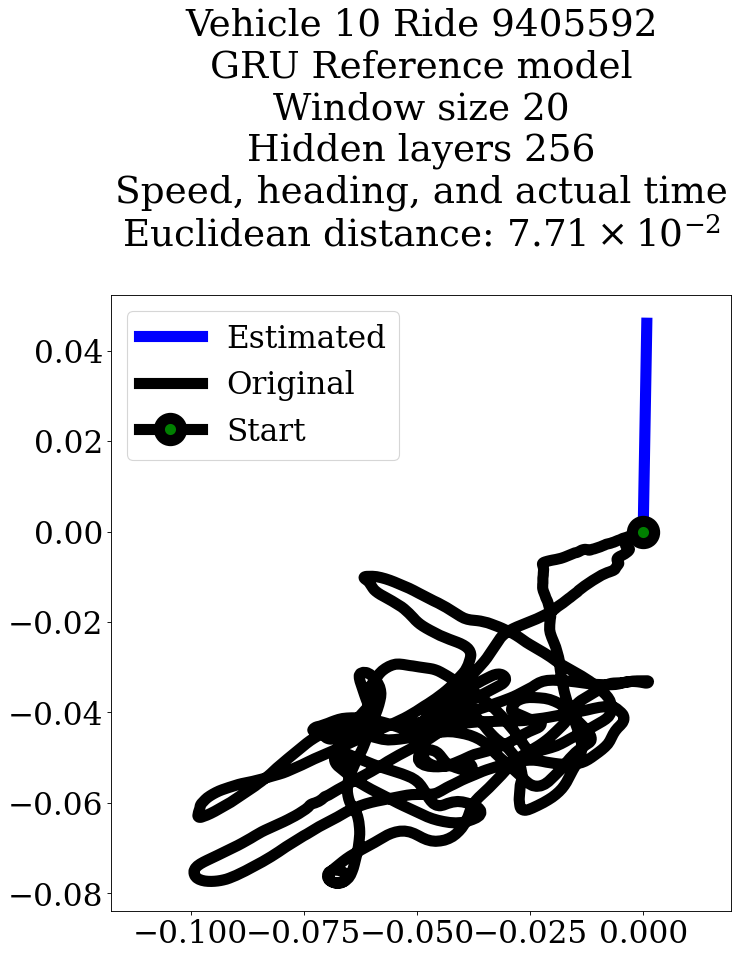 Vehicle 10 Ride 9405592
GRU Reference model
Window size 20
Hidden layers 256
Speed, heading, and actual time
Euclidean distance: 7.71 × 10⁻²
Estimated
Original
Start
0.04
0.02
0.00
−0.02
−0.04
−0.06
−0.08
−0.100 −0.075 −0.050 −0.025 0.000